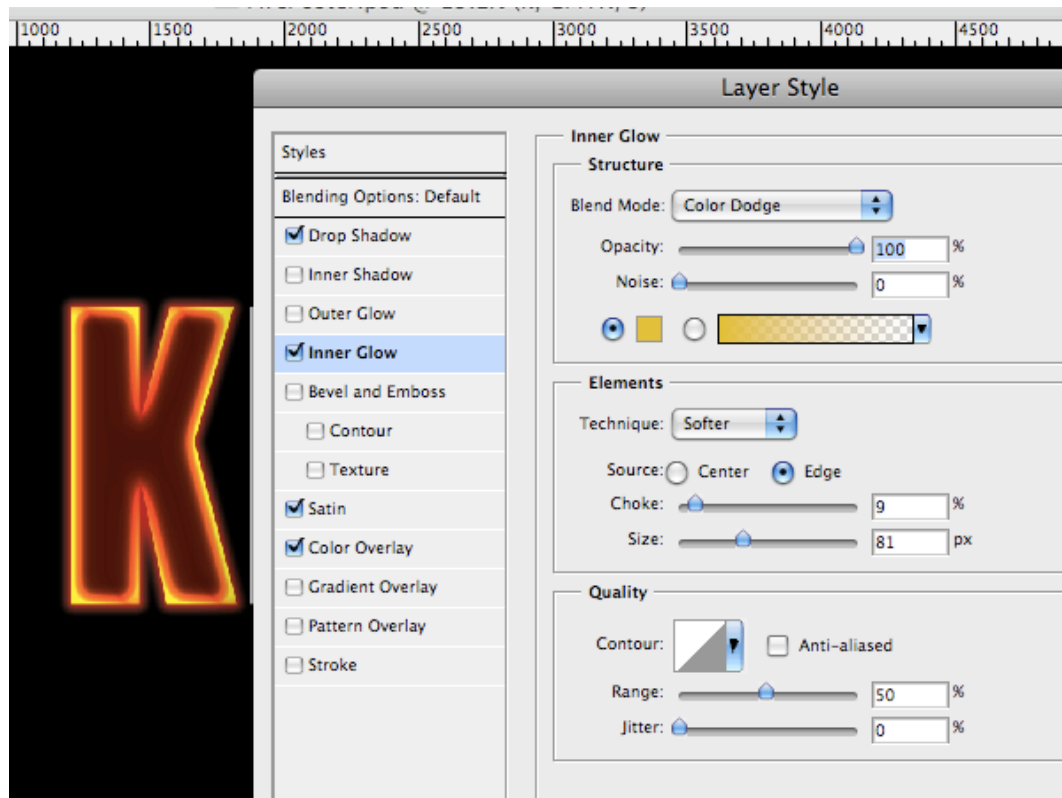 1000 1500 2000 2500 3000 3500 4000 4500
Layer Style
Styles
Blending Options: Default
Drop Shadow
Inner Shadow
Outer Glow
Inner Glow
Bevel and Emboss
Contour
Texture
Satin
Color Overlay
Gradient Overlay
Pattern Overlay
Stroke
Inner Glow
Structure
Blend Mode: Color Dodge
Opacity: 100 %
Noise: 0 %
Elements
Technique: Softer
Source: Center Edge
Choke: 9 %
Size: 81 px
Quality
Contour: Anti-aliased
Range: 50 %
Jitter: 0 %
K